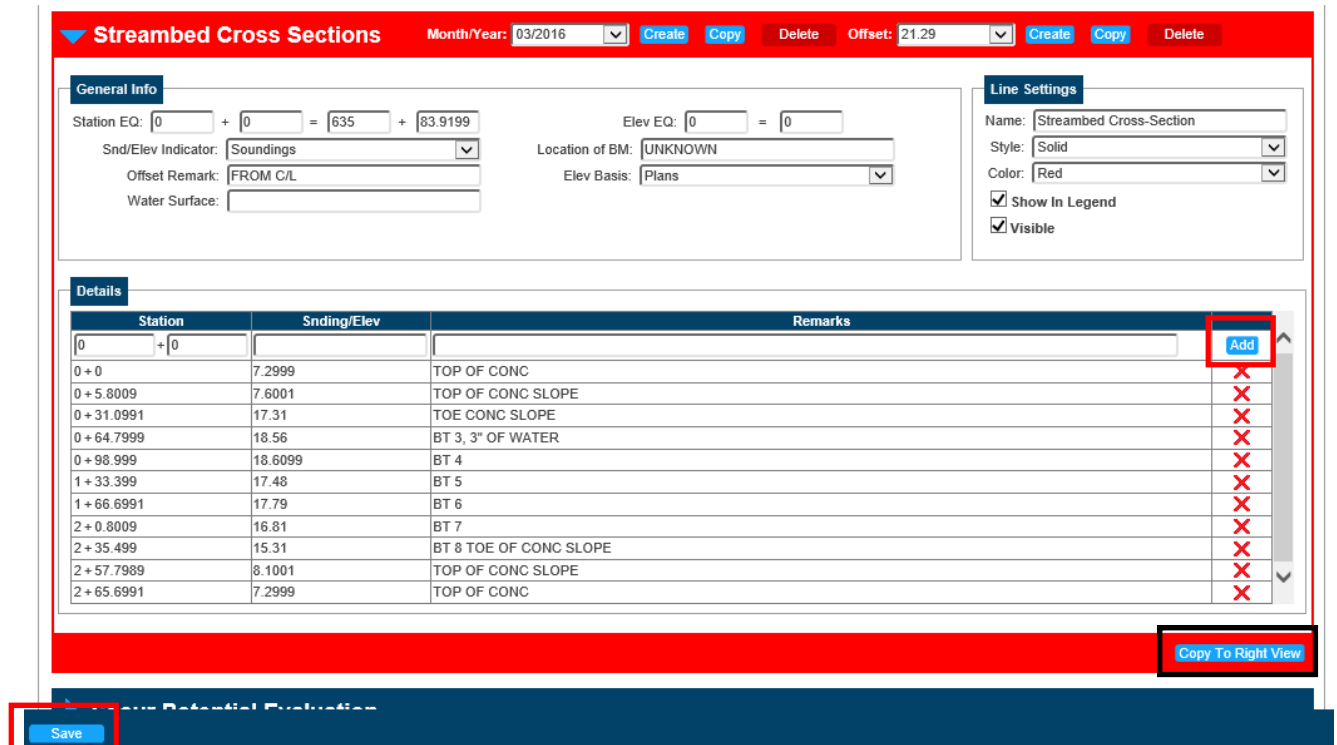 Streambed Cross Sections Month/Year: 03/2016 Create Copy Delete Offset: 21.29 Create Copy Delete
General Info
Station EQ: 0 + 0 = 635 + 83.9199 Elev EQ: 0 = 0
Snd/Elev Indicator: Soundings Location of BM: UNKNOWN
Offset Remark: FROM C/L Elev Basis: Plans
Water Surface:
Line Settings
Name: Streambed Cross-Section
Style: Solid
Color: Red
Show In Legend
Visible
Details
Station Snding/Elev Remarks
0 + 0 Add
0 + 0 7.2999 TOP OF CONC
0 + 5.8009 7.6001 TOP OF CONC SLOPE
0 + 31.0991 17.31 TOE CONC SLOPE
0 + 64.7999 18.56 BT 3, 3" OF WATER
0 + 98.999 18.6099 BT 4
1 + 33.399 17.48 BT 5
1 + 66.6991 17.79 BT 6
2 + 0.8009 16.81 BT 7
2 + 35.499 15.31 BT 8 TOE OF CONC SLOPE
2 + 57.7989 8.1001 TOP OF CONC SLOPE
2 + 65.6991 7.2999 TOP OF CONC
Copy To Right View
Potential Evaluation
Save